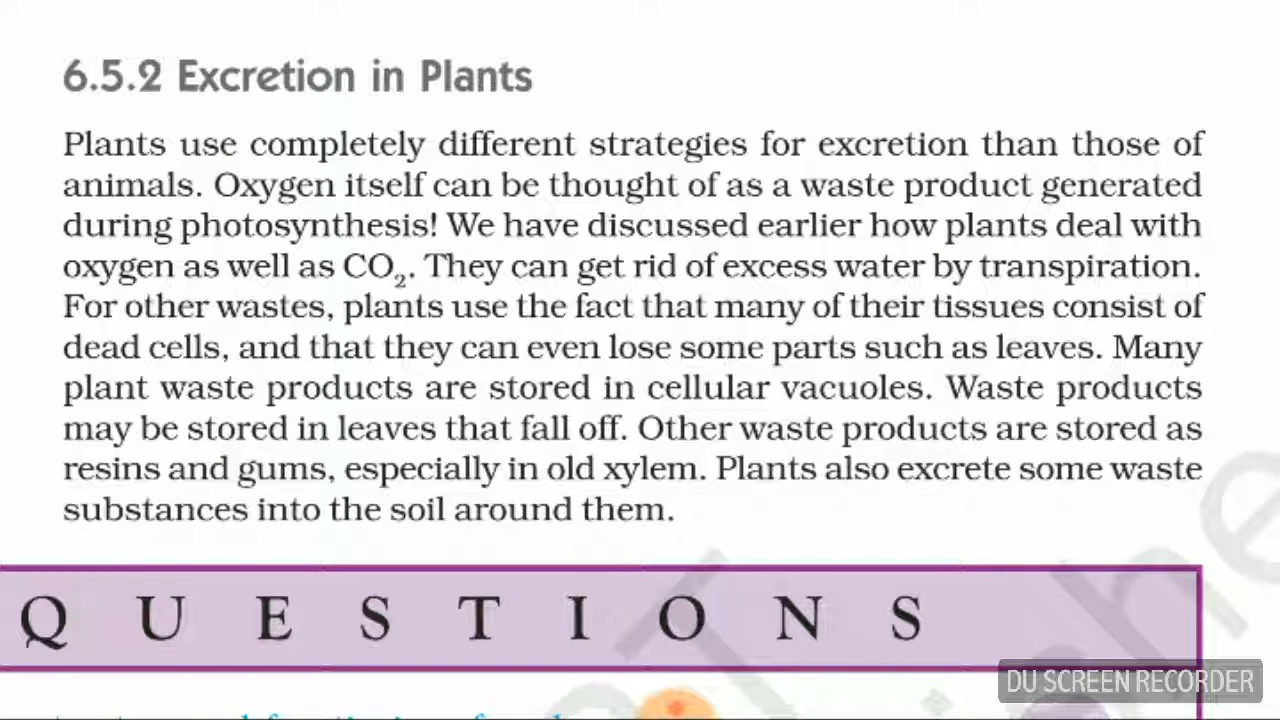 6.5.2 Excretion in Plants
Plants use completely different strategies for excretion than those of
animals. Oxygen itself can be thought of as a waste product generated
during photosynthesis! We have discussed earlier how plants deal with
oxygen as well as CO₂. They can get rid of excess water by transpiration.
For other wastes, plants use the fact that many of their tissues consist of
dead cells, and that they can even lose some parts such as leaves. Many
plant waste products are stored in cellular vacuoles. Waste products
may be stored in leaves that fall off. Other waste products are stored as
resins and gums, especially in old xylem. Plants also excrete some waste
substances into the soil around them.
Q U E S T I O N S
DU SCREEN RECORDER